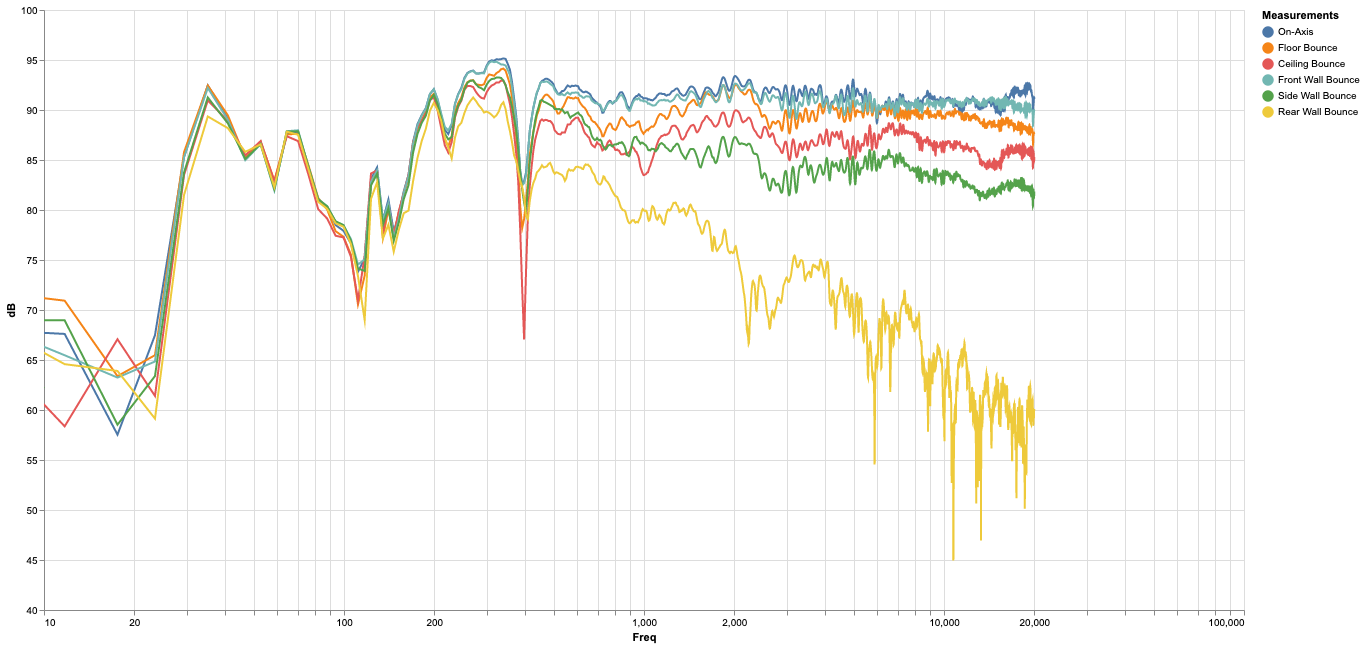 100
95
90
85
80
75
70
65
60
55
50
45
40
dB
10
20
100
200
1,000
2,000
10,000
20,000
100,000
Freq
Measurements
On-Axis
Floor Bounce
Ceiling Bounce
Front Wall Bounce
Side Wall Bounce
Rear Wall Bounce